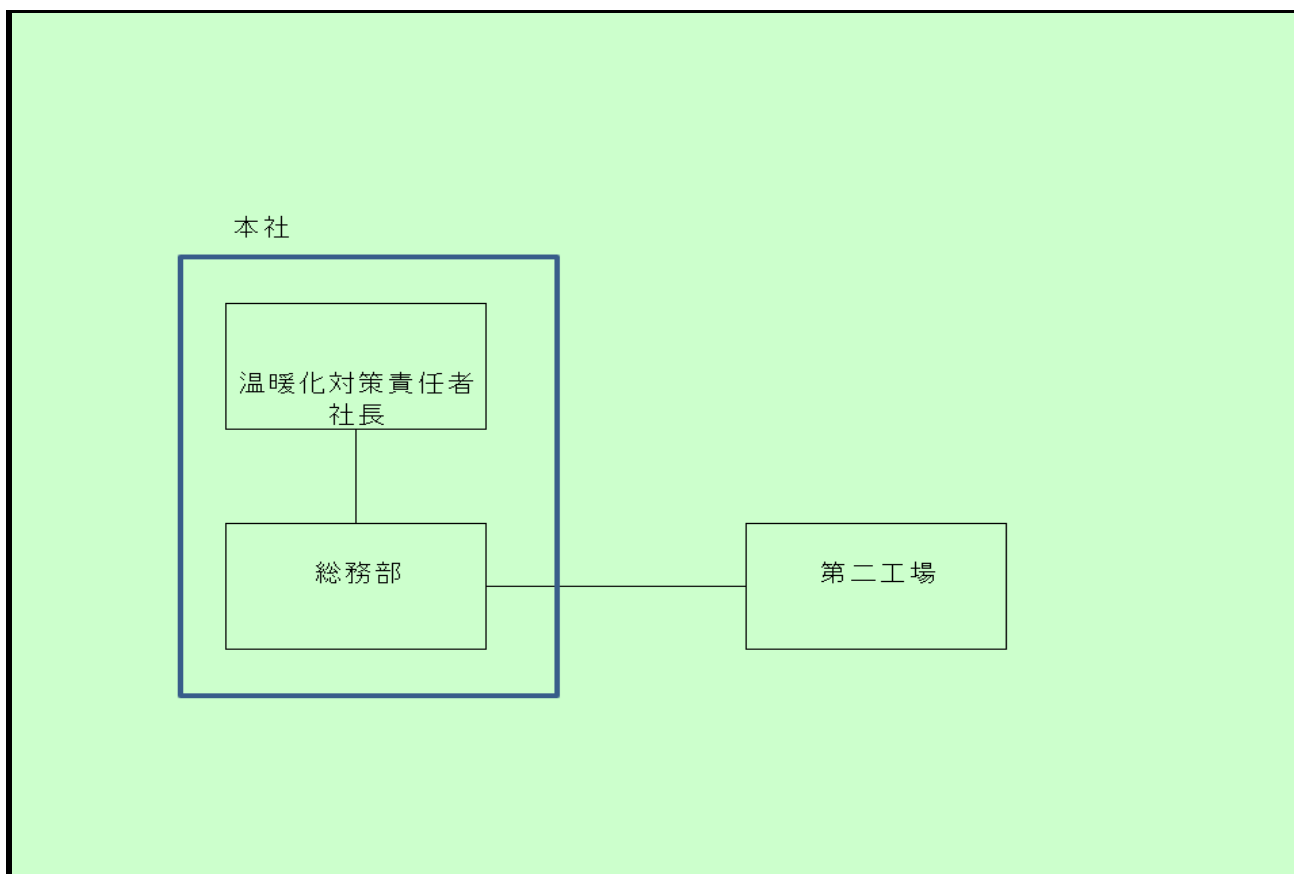 本社
温暖化対策責任者
社長
総務部
第二工場